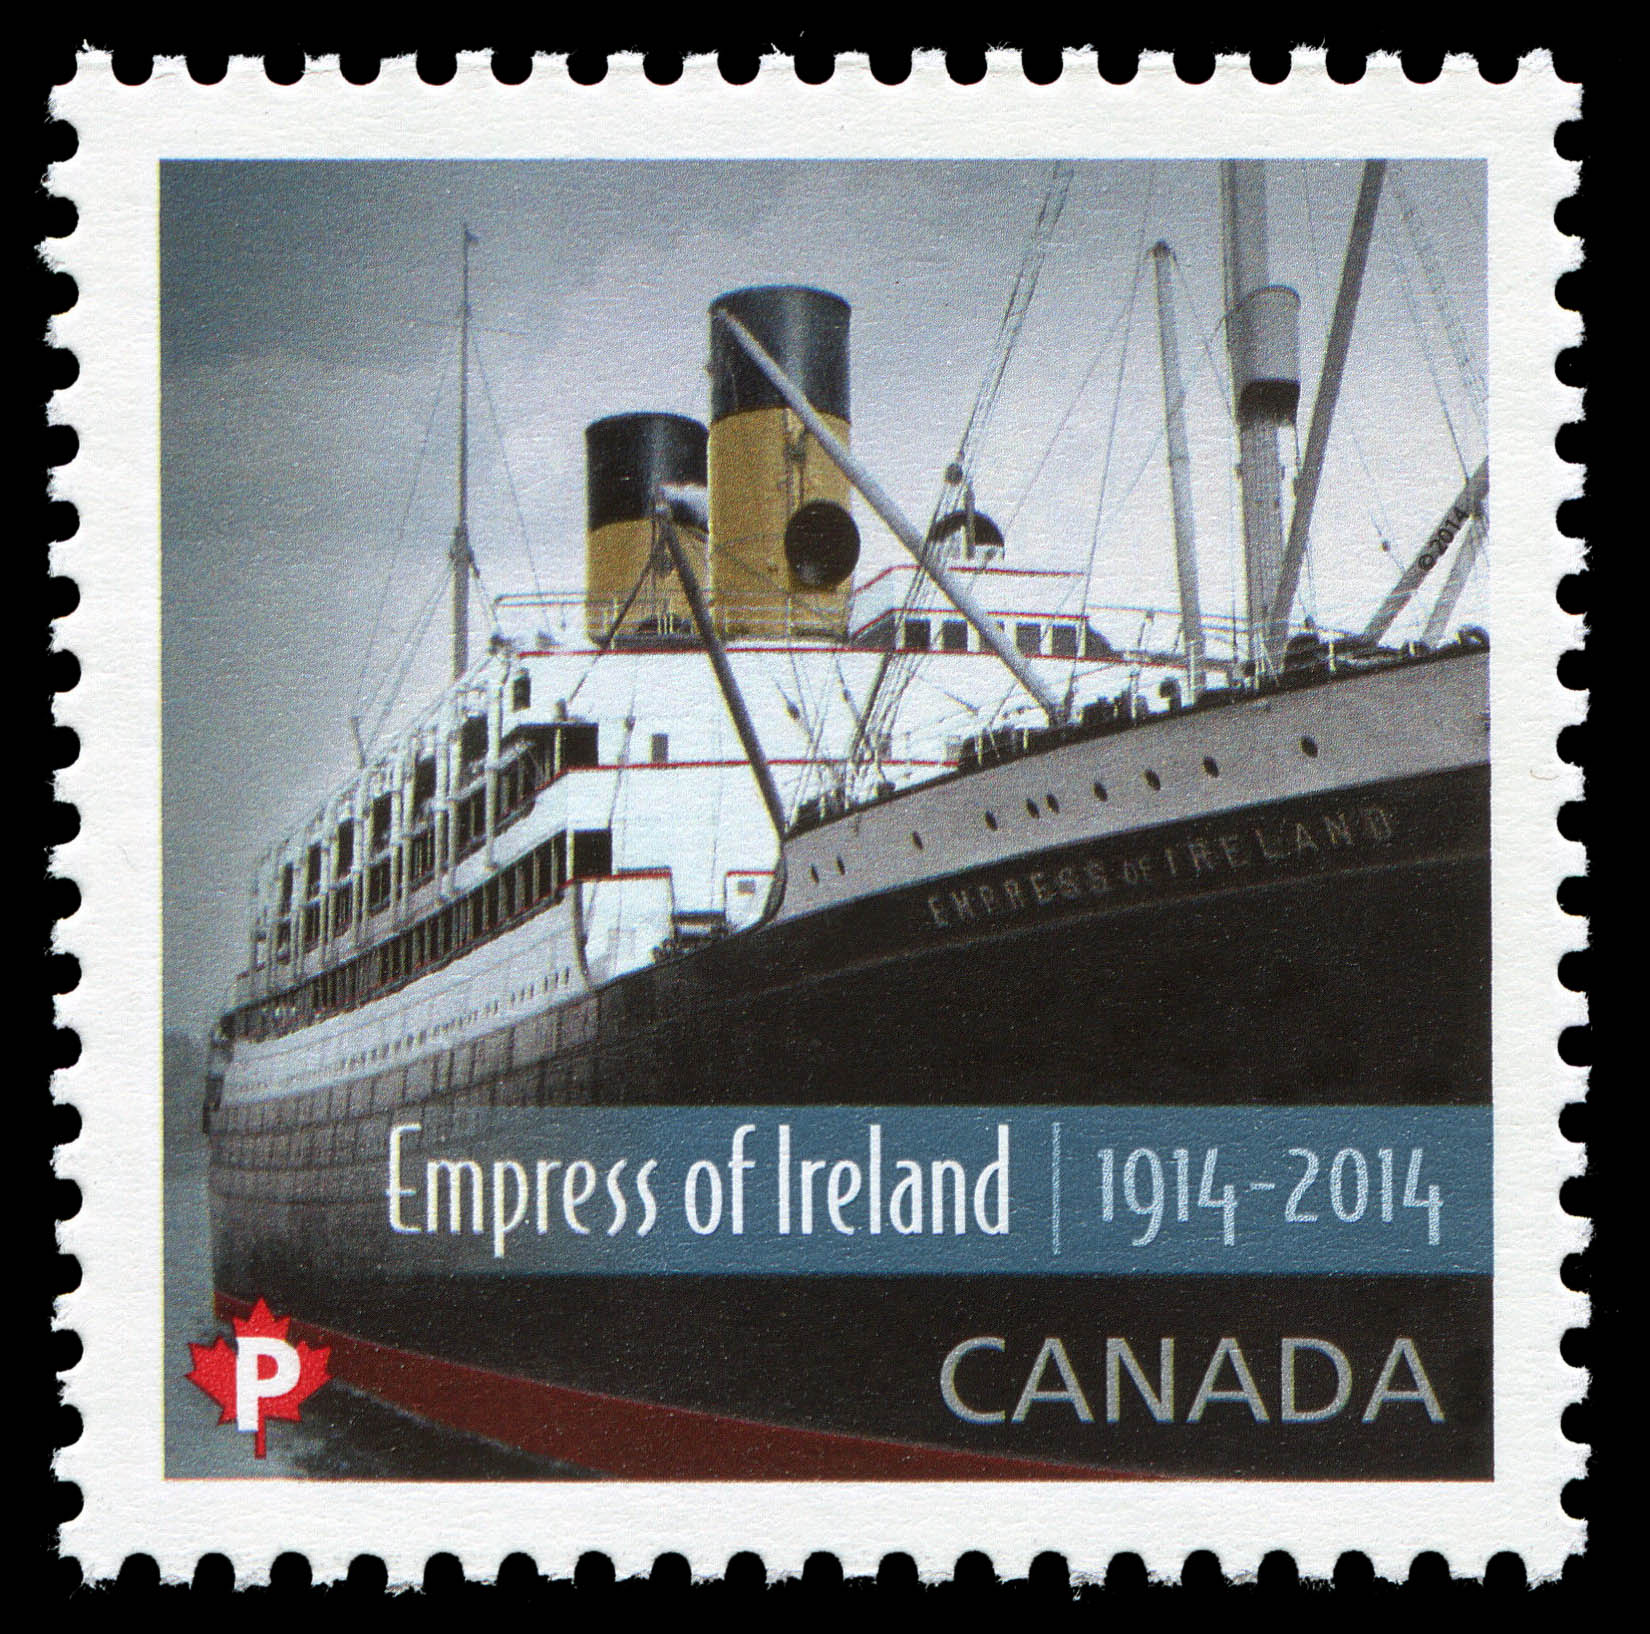 © 2014
EMPRESS OF IRELAND
Empress of Ireland | 1914-2014
P
CANADA